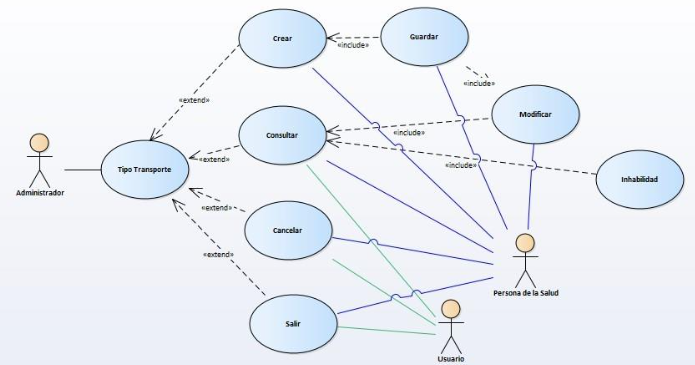 Crear
«include»
Guardar
«include»
«extend»
Modificar
Consultar
«include»
«extend»
«include»
Tipo Transporte
Inhabilidad
Administrador
«extend»
Cancelar
«extend»
Persona de la Salud
Salir
Usuario